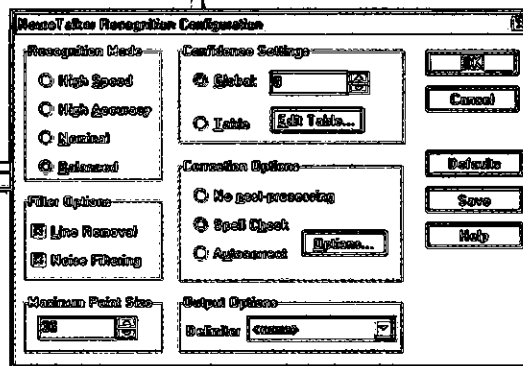 NeuroTalker Recognition Configuration
Recognition Mode
High Speed
High Accuracy
Nominal
Balanced
Filter Options
Line Removal
Noise Filtering
Maximum Point Size
Confidence Settings
Global:
Table
Edit Table...
Correction Options
No post-processing
Spell Check
Autocorrect
Options...
Output Options
Delimiter <none>
OK
Cancel
Defaults
Save
Help